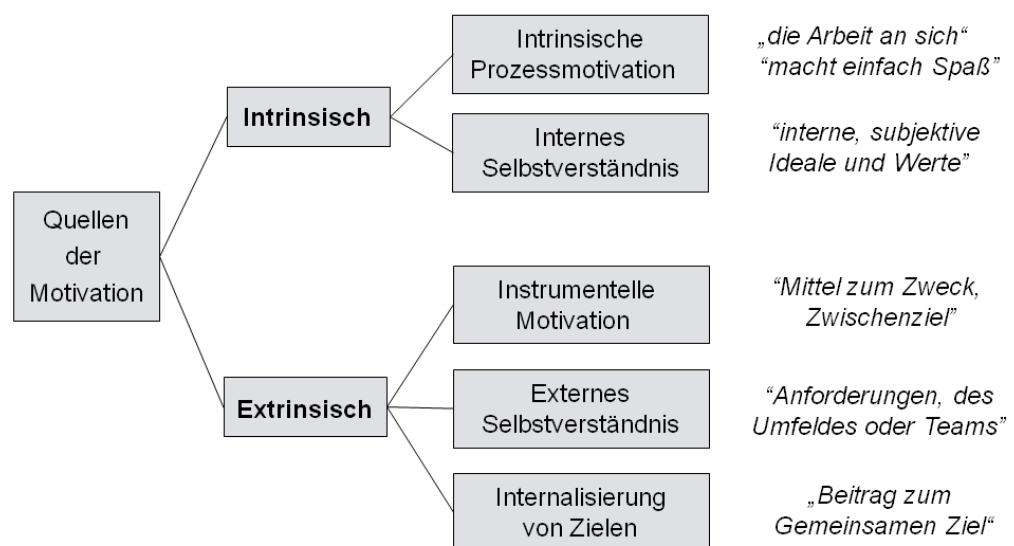 Quellen
der
Motivation
Intrinsisch
Intrinsische
Prozessmotivation
„die Arbeit an sich“
“macht einfach Spaß”
Internes
Selbstverständnis
“interne, subjektive
Ideale und Werte”
Extrinsisch
Instrumentelle
Motivation
“Mittel zum Zweck,
Zwischenziel”
Externes
Selbstverständnis
“Anforderungen, des
Umfeldes oder Teams”
Internalisierung
von Zielen
„Beitrag zum
Gemeinsamen Ziel“